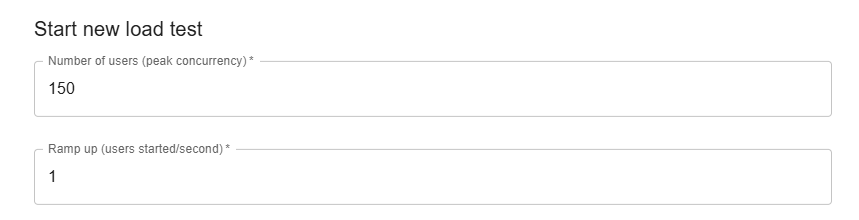 Start new load test
Number of users (peak concurrency) *
150
Ramp up (users started/second) *
1